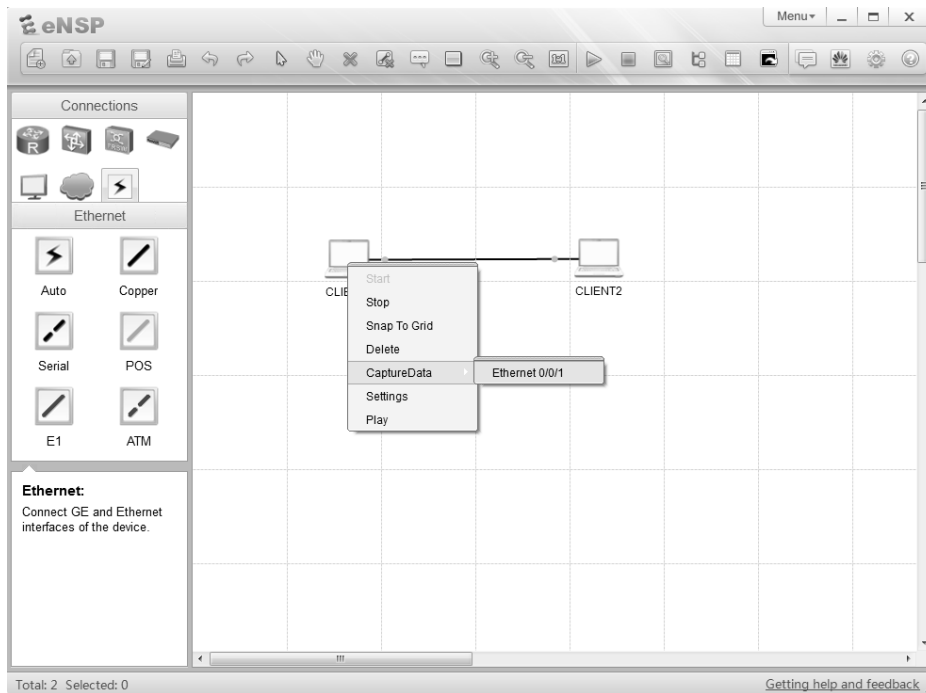 eNSP
Menu
Connections
R
Ethernet
Auto
Copper
Serial
POS
E1
ATM
Ethernet:
Connect GE and Ethernet
interfaces of the device.
CLIE
CLIENT2
Start
Stop
Snap To Grid
Delete
CaptureData
Ethernet 0/0/1
Settings
Play
Total: 2 Selected: 0
Getting help and feedback